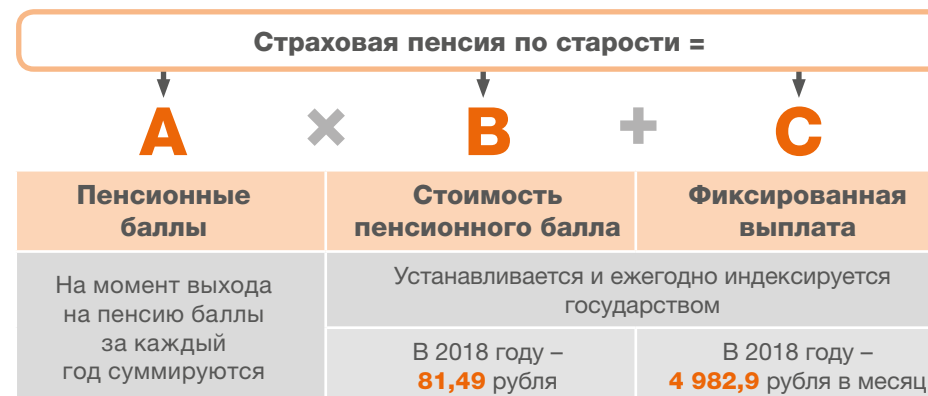 Страховая пенсия по старости =
A × B + C
Пенсионные
баллы
Стоимость
пенсионного балла
Фиксированная
выплата
На момент выхода
на пенсию баллы
за каждый
год суммируются
Устанавливается и ежегодно индексируется
государством
В 2018 году –
81,49 рубля
В 2018 году –
4 982,9 рубля в месяц